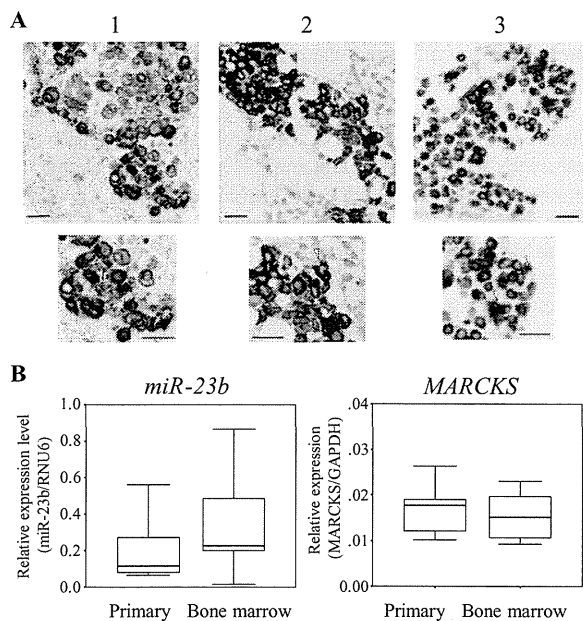 A
1 2 3
B
miR-23b
MARCKS
Relative expression level
(miR-23b/RNU6)
1.0
0.8
0.6
0.4
0.2
0.0
Primary Bone marrow
Relative expression
(MARCKS/GAPDH)
.04
.03
.02
.01
0.00
Primary Bone marrow